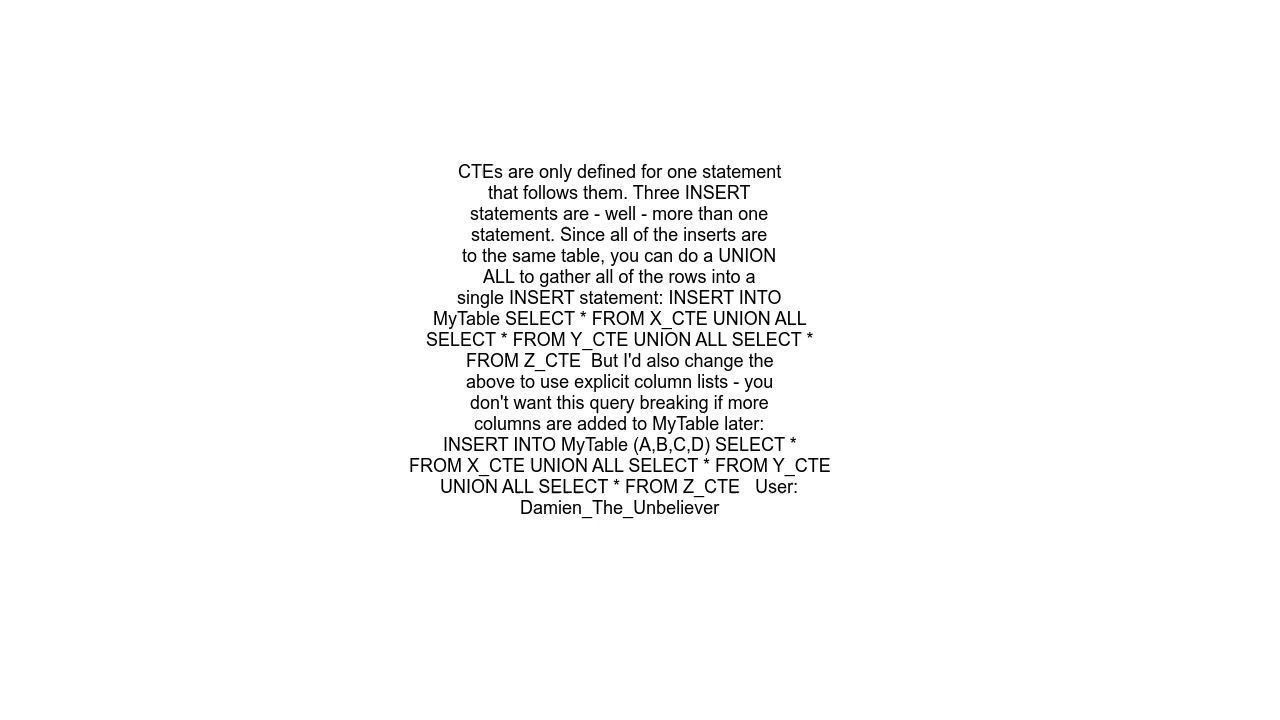 CTEs are only defined for one statement
that follows them. Three INSERT
statements are - well - more than one
statement. Since all of the inserts are
to the same table, you can do a UNION
ALL to gather all of the rows into a
single INSERT statement: INSERT INTO
MyTable SELECT * FROM X_CTE UNION ALL
SELECT * FROM Y_CTE UNION ALL SELECT *
FROM Z_CTE  But I'd also change the
above to use explicit column lists - you
don't want this query breaking if more
columns are added to MyTable later:
INSERT INTO MyTable (A,B,C,D) SELECT *
FROM X_CTE UNION ALL SELECT * FROM Y_CTE
UNION ALL SELECT * FROM Z_CTE   User:
Damien_The_Unbeliever